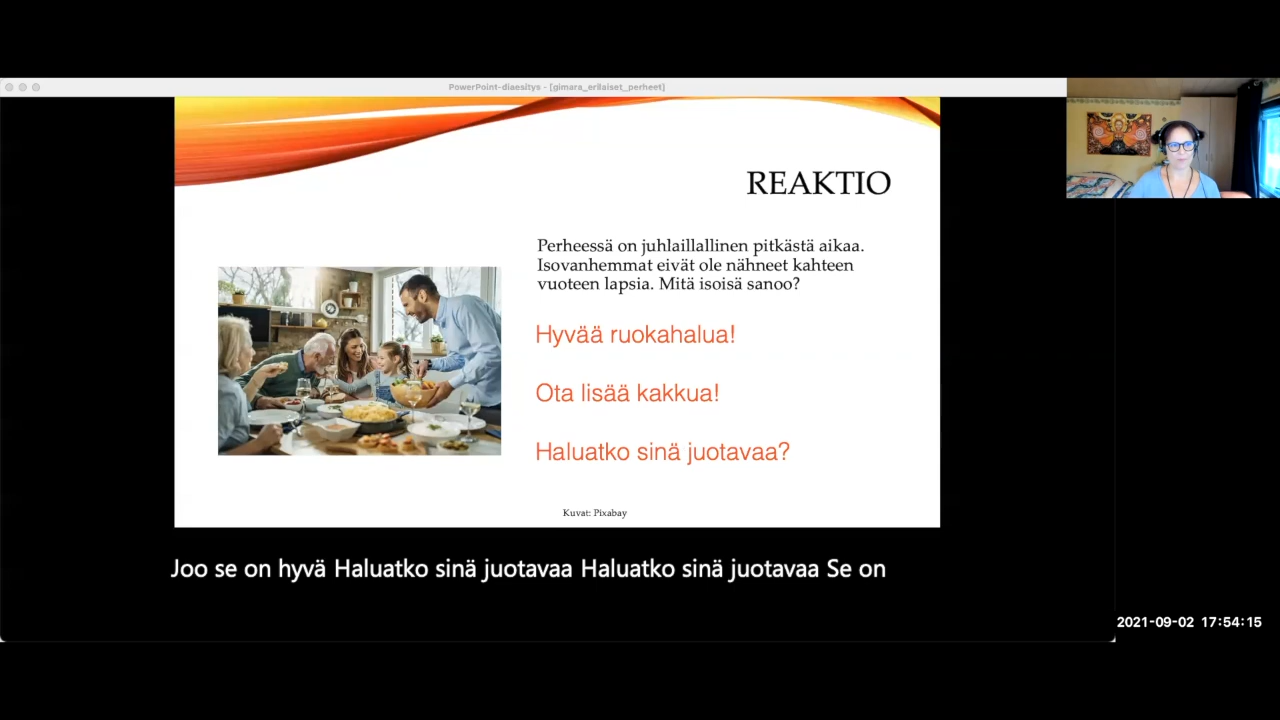 PowerPoint-diaesitys - [gimara_erilaiset_perheet]
REAKTIO
Perheessä on juhlaillallinen pitkästä aikaa.
Isovanhemmat eivät ole nähneet kahteen
vuoteen lapsia. Mitä isoisä sanoo?
Hyvää ruokahalua!
Ota lisää kakkua!
Haluatko sinä juotavaa?
Kuvat: Pixabay
Joo se on hyvä Haluatko sinä juotavaa Haluatko sinä juotavaa Se on
2021-09-02 17:54:15